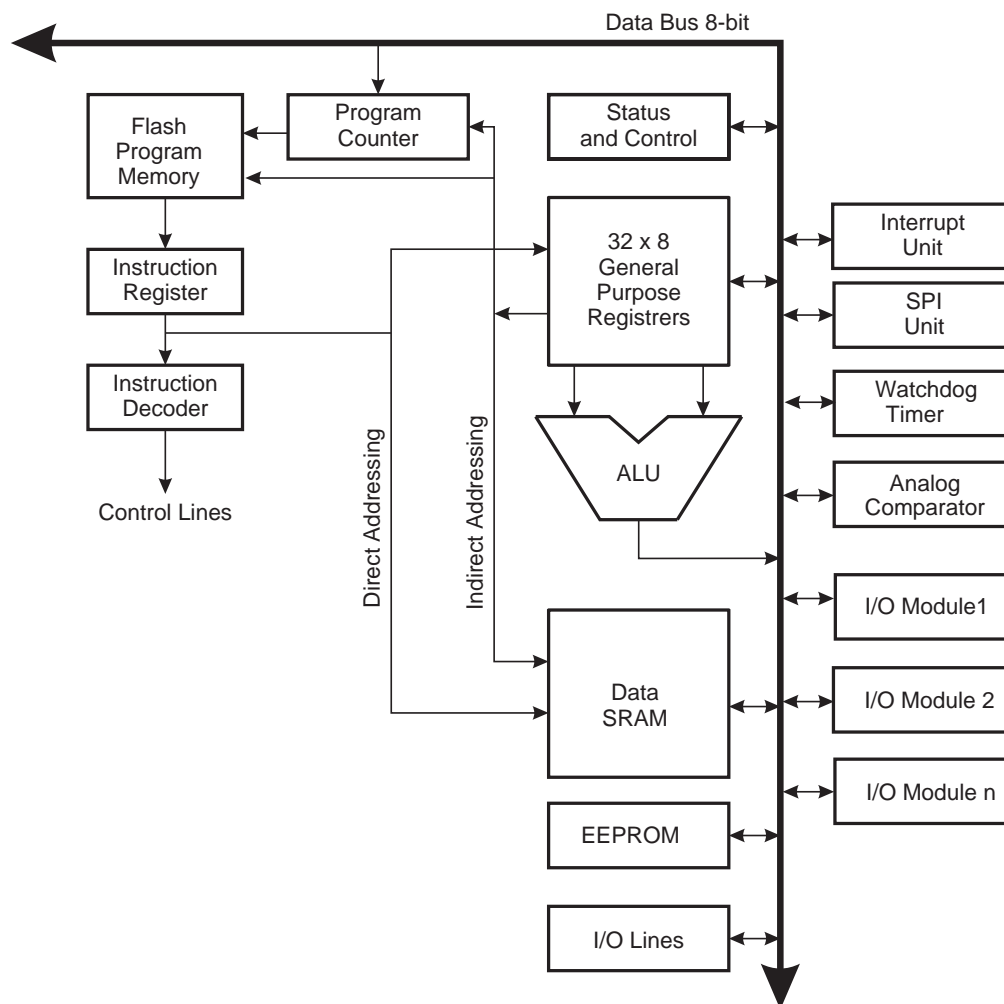 Data Bus 8-bit
Flash
Program
Memory
Program
Counter
Status
and Control
Instruction
Register
32 x 8
General
Purpose
Registrers
Interrupt
Unit
SPI
Unit
Instruction
Decoder
Watchdog
Timer
ALU
Analog
Comparator
Control Lines
Direct Addressing
Indirect Addressing
I/O Module1
Data
SRAM
I/O Module 2
I/O Module n
EEPROM
I/O Lines